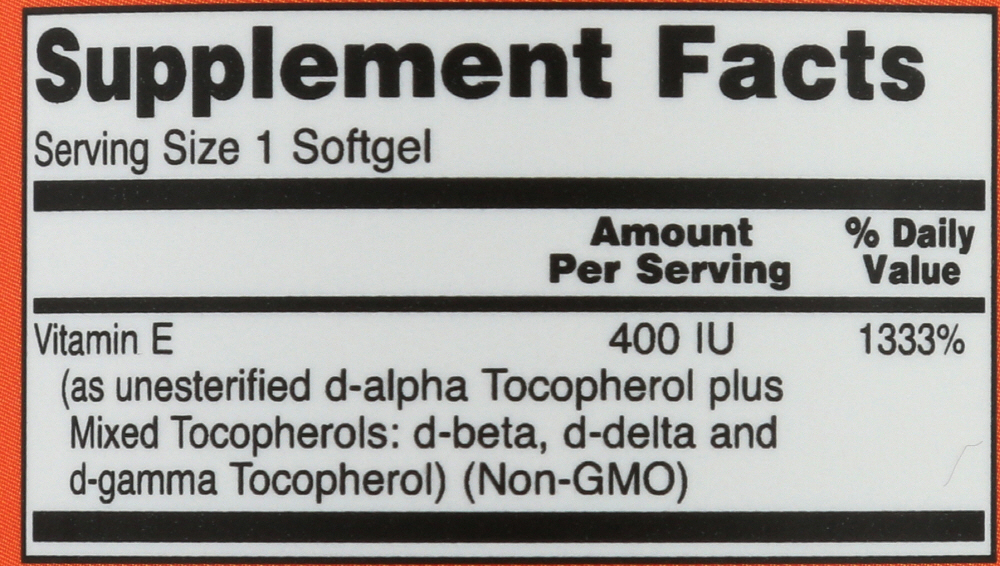 Supplement Facts
Serving Size 1 Softgel
Amount Per Serving
% Daily Value
Vitamin E 400 IU 1333%
(as unesterified d-alpha Tocopherol plus
Mixed Tocopherols: d-beta, d-delta and
d-gamma Tocopherol) (Non-GMO)